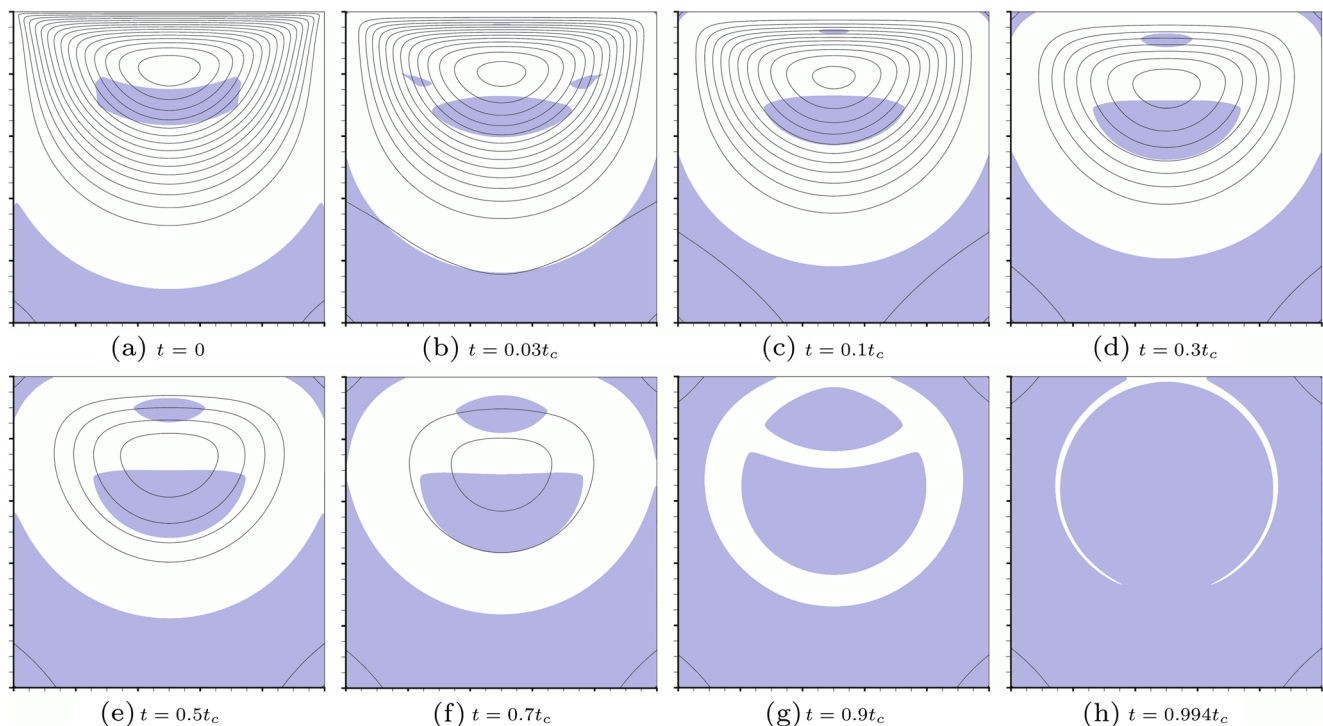 (a) t = 0
(b) t = 0.03t_c
(c) t = 0.1t_c
(d) t = 0.3t_c
(e) t = 0.5t_c
(f) t = 0.7t_c
(g) t = 0.9t_c
(h) t = 0.994t_c